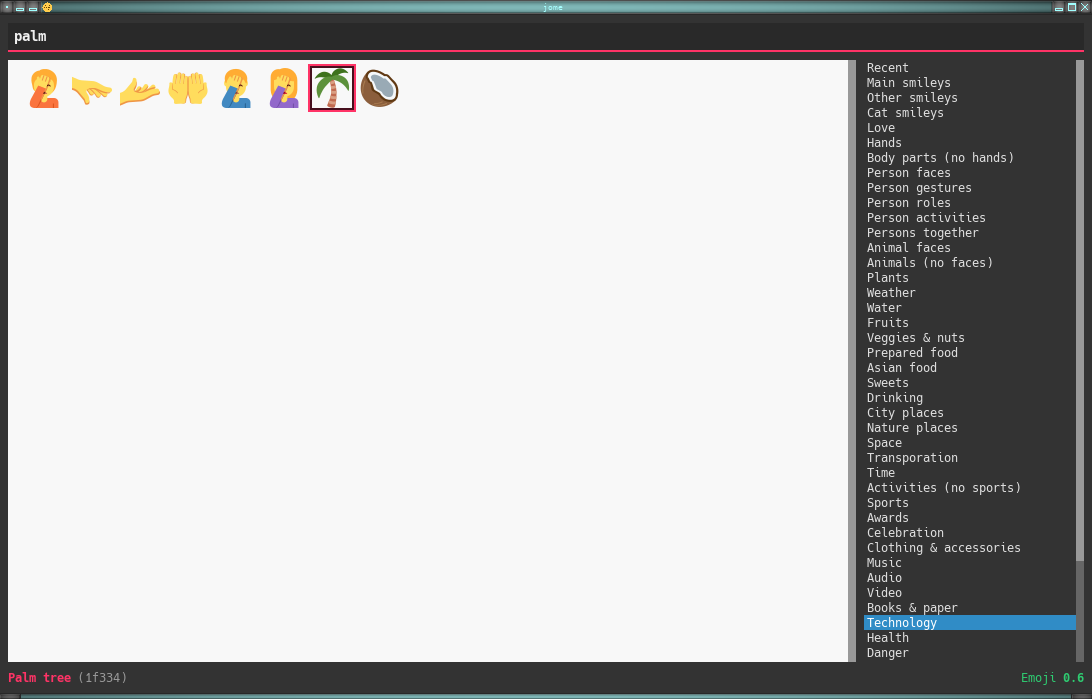 jome
palm
Recent
Main smileys
Other smileys
Cat smileys
Love
Hands
Body parts (no hands)
Person faces
Person gestures
Person roles
Person activities
Persons together
Animal faces
Animals (no faces)
Plants
Weather
Water
Fruits
Veggies & nuts
Prepared food
Asian food
Sweets
Drinking
City places
Nature places
Space
Transporation
Time
Activities (no sports)
Sports
Awards
Celebration
Clothing & accessories
Music
Audio
Video
Books & paper
Technology
Health
Danger
Palm tree (1f334)
Emoji 0.6